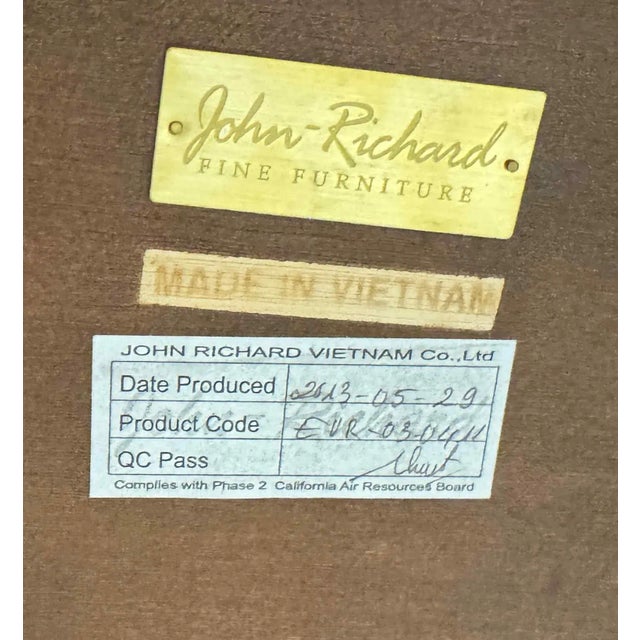 John-Richard
FINE FURNITURE
MADE IN VIETNAM
JOHN RICHARD VIETNAM Co.,Ltd
Date Produced 2013-05-29
Product Code EUR-03-0411
QC Pass
Complies with Phase 2 California Air Resources Board